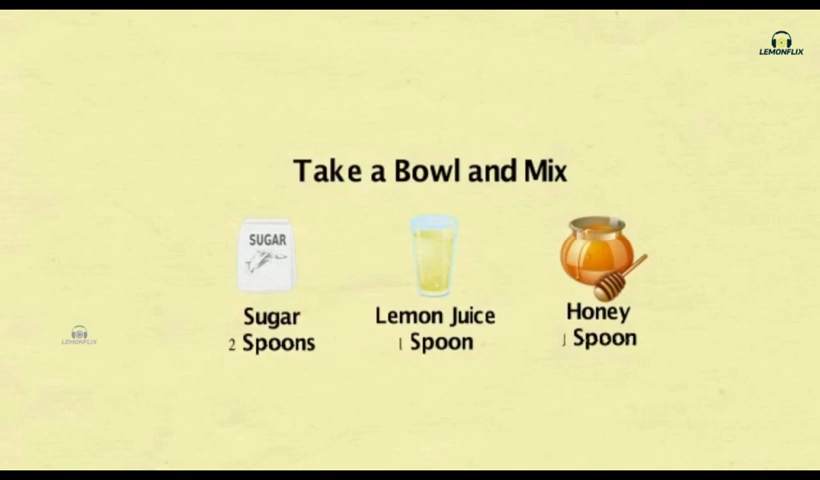 LEMONFLIX
Take a Bowl and Mix
SUGAR
Sugar
2 Spoons
Lemon Juice
1 Spoon
Honey
1 Spoon
LEMONFLIX